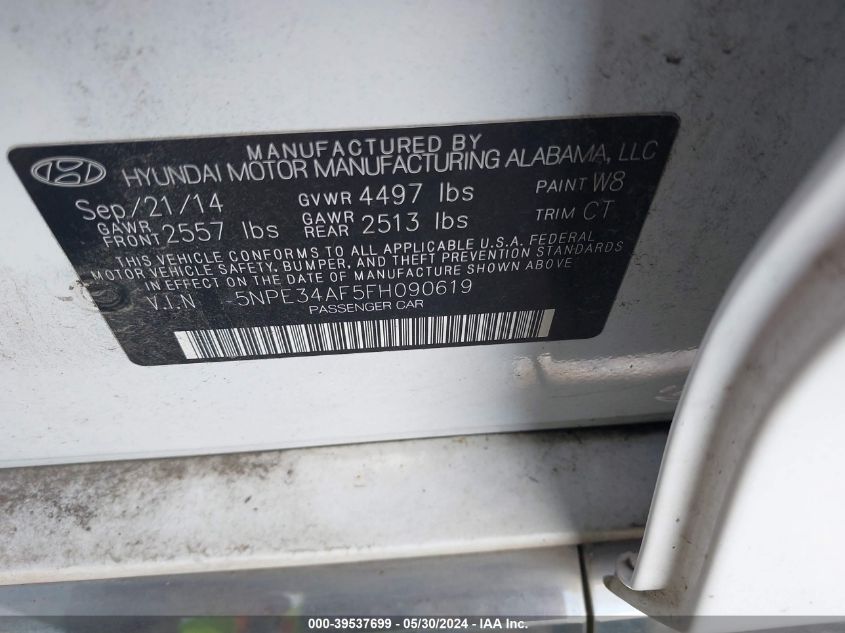 MANUFACTURED BY
HYUNDAI MOTOR MANUFACTURING ALABAMA, LLC
Sep/21/14 GVWR 4497 lbs PAINT W8
GAWR FRONT 2557 lbs GAWR REAR 2513 lbs TRIM CT
THIS VEHICLE CONFORMS TO ALL APPLICABLE U.S.A. FEDERAL
MOTOR VEHICLE SAFETY, BUMPER, AND THEFT PREVENTION STANDARDS
IN EFFECT ON THE DATE OF MANUFACTURE SHOWN ABOVE
V.I.N 5NPE34AF5FH090619
PASSENGER CAR
000-39537699 - 05/30/2024 - IAA Inc.